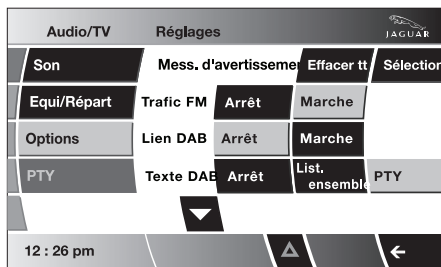 Audio/TV Réglages JAGUAR
Son Mess. d'avertissemen Effacer tt Sélection
Equi/Répart Trafic FM Arrêt Marche
Options Lien DAB Arrêt Marche
PTY Texte DAB Arrêt List. ensemble PTY
12 : 26 pm